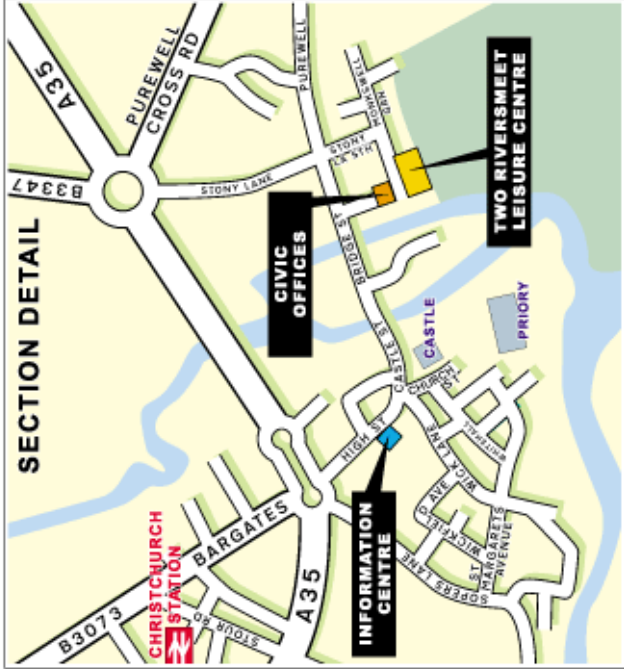 SECTION DETAIL
B3347
A35
PUREWELL
CROSS RD
PUREWELL
STONY LANE
STONY
LA STH
MONKSWELL
GRN
TWO RIVERSMEET
LEISURE CENTRE
CIVIC
OFFICES
BRIDGE ST
CASTLE ST
CASTLE
PRIORY
CHURCH
ST
HIGH ST
INFORMATION
CENTRE
WHITEHALL
WICK LANE
WICKFIELD AVE
ST
MARGARETS
AVENUE
SOPERS LANE
BARGATES
A35
CHRISTCHURCH
STATION
B3073
STOUR RD